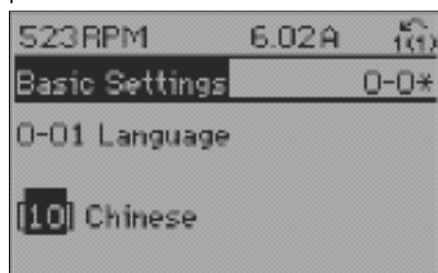 523RPM 6.02A 1(1)
Basic Settings 0-0*
0-01 Language
[10] Chinese